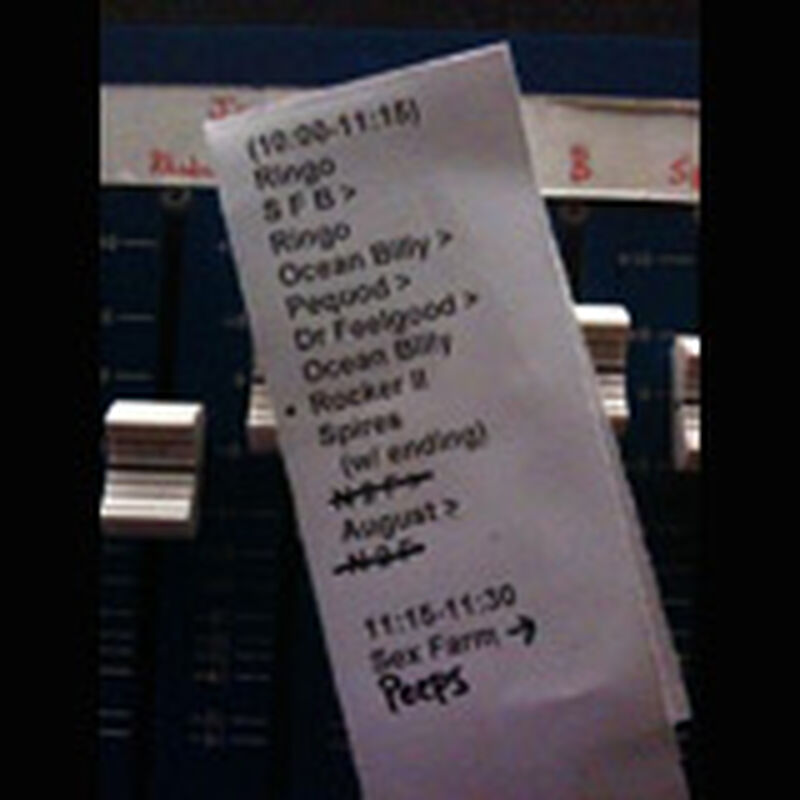 (10:00-11:15)
Ringo
S F B >
Ringo
Ocean Billy >
Pequod >
Dr Feelgood >
Ocean Billy
• Rocker II
Spires
(w/ ending)
August >
11:15-11:30
Sex Farm →
Peeps
B